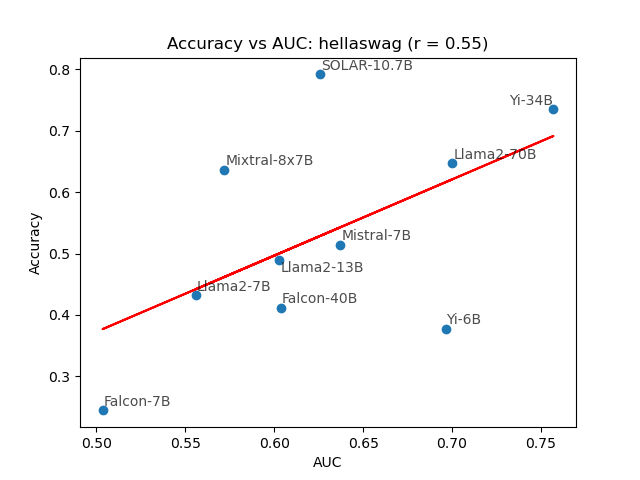 Accuracy vs AUC: hellaswag (r = 0.55)
Accuracy
0.8
0.7
0.6
0.5
0.4
0.3
SOLAR-10.7B
Yi-34B
Mixtral-8x7B
Llama2-70B
Mistral-7B
Llama2-13B
Llama2-7B
Falcon-40B
Yi-6B
Falcon-7B
0.50 0.55 0.60 0.65 0.70 0.75
AUC